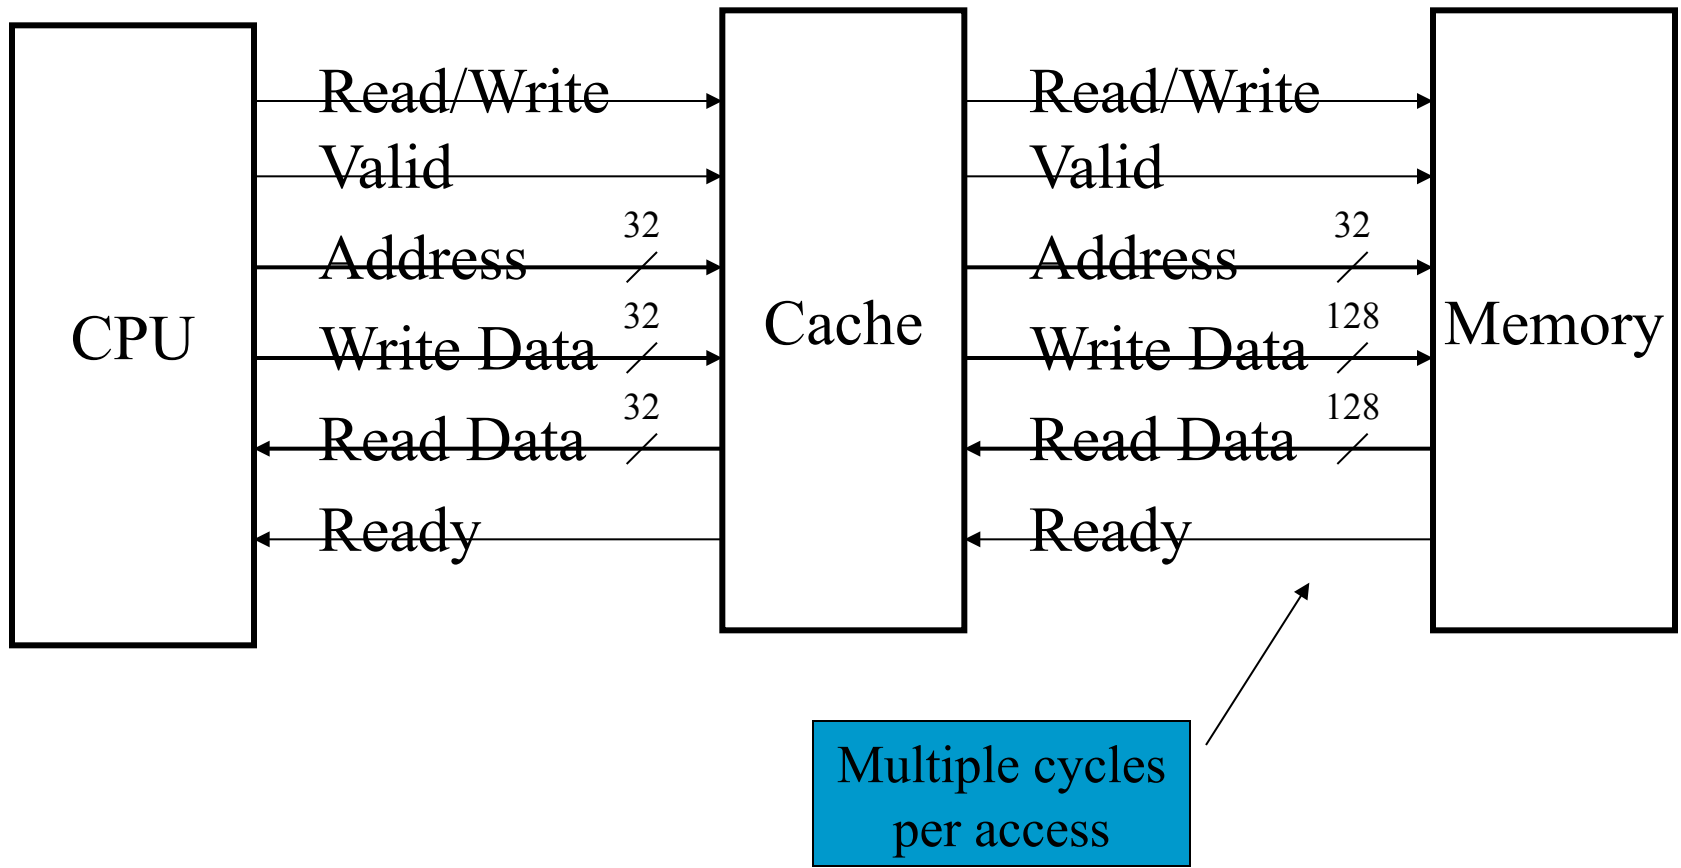 CPU
Read/Write
Valid
32
Address
32
Write Data
32
Read Data
Ready
Cache
Read/Write
Valid
32
Address
128
Write Data
128
Read Data
Ready
Memory
Multiple cycles
per access